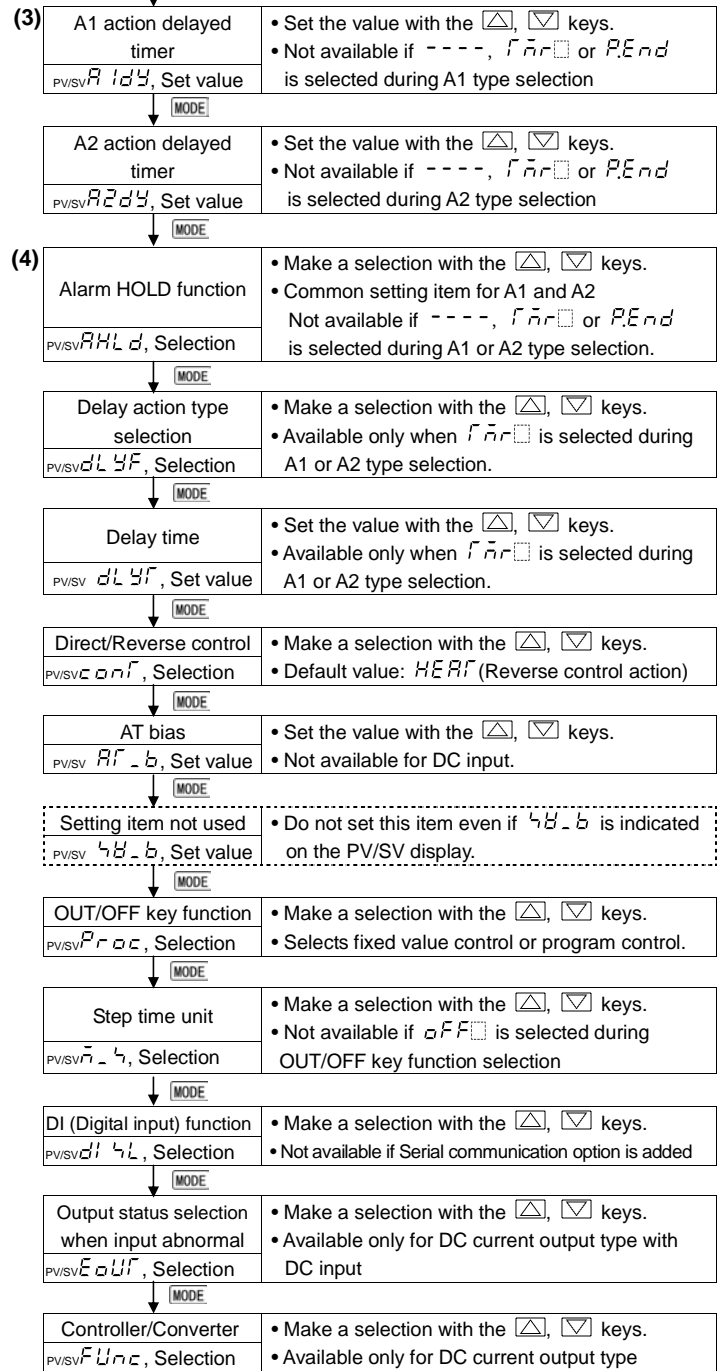 (3)
A1 action delayed
timer
PV/SV A1dY, Set value
• Set the value with the △, ▽ keys.
• Not available if ----, TmR□ or P.End
is selected during A1 type selection
MODE
A2 action delayed
timer
PV/SV A2dY, Set value
• Set the value with the △, ▽ keys.
• Not available if ----, TmR□ or P.End
is selected during A2 type selection
MODE
(4)
Alarm HOLD function
PV/SV AHLd, Selection
• Make a selection with the △, ▽ keys.
• Common setting item for A1 and A2
Not available if ----, TmR□ or P.End
is selected during A1 or A2 type selection.
MODE
Delay action type
selection
PV/SV dLYF, Selection
• Make a selection with the △, ▽ keys.
• Available only when TmR□ is selected during
A1 or A2 type selection.
MODE
Delay time
PV/SV dLYT, Set value
• Set the value with the △, ▽ keys.
• Available only when TmR□ is selected during
A1 or A2 type selection.
MODE
Direct/Reverse control
PV/SV conT, Selection
• Make a selection with the △, ▽ keys.
• Default value: HEAT (Reverse control action)
MODE
AT bias
PV/SV AT_b, Set value
• Set the value with the △, ▽ keys.
• Not available for DC input.
MODE
Setting item not used
PV/SV SV_b, Set value
• Do not set this item even if SV_b is indicated
on the PV/SV display.
MODE
OUT/OFF key function
PV/SV Proc, Selection
• Make a selection with the △, ▽ keys.
• Selects fixed value control or program control.
MODE
Step time unit
PV/SV m_S, Selection
• Make a selection with the △, ▽ keys.
• Not available if oFF□ is selected during
OUT/OFF key function selection
MODE
DI (Digital input) function
PV/SV dISL, Selection
• Make a selection with the △, ▽ keys.
• Not available if Serial communication option is added
MODE
Output status selection
when input abnormal
PV/SV EoUT, Selection
• Make a selection with the △, ▽ keys.
• Available only for DC current output type with
DC input
MODE
Controller/Converter
PV/SV FUnc, Selection
• Make a selection with the △, ▽ keys.
• Available only for DC current output type